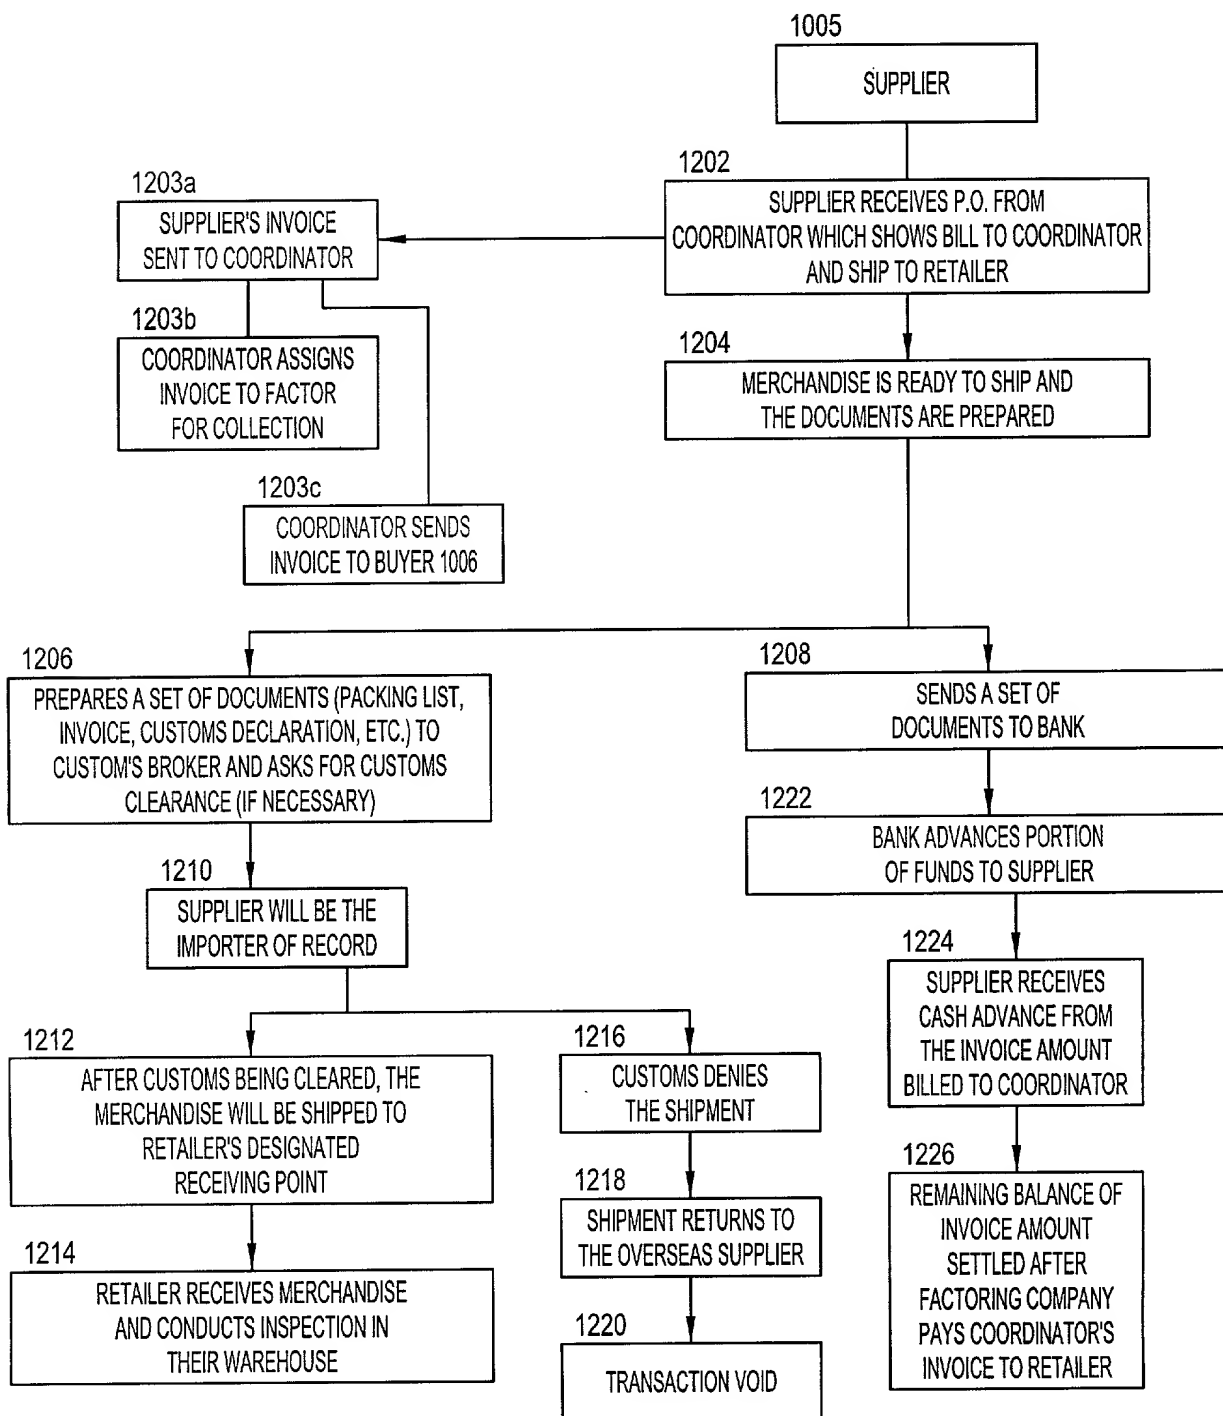 1005
SUPPLIER
1202
SUPPLIER RECEIVES P.O. FROM
COORDINATOR WHICH SHOWS BILL TO COORDINATOR
AND SHIP TO RETAILER
1203a
SUPPLIER'S INVOICE
SENT TO COORDINATOR
1203b
COORDINATOR ASSIGNS
INVOICE TO FACTOR
FOR COLLECTION
1204
MERCHANDISE IS READY TO SHIP AND
THE DOCUMENTS ARE PREPARED
1203c
COORDINATOR SENDS
INVOICE TO BUYER 1006
1206
PREPARES A SET OF DOCUMENTS (PACKING LIST,
INVOICE, CUSTOMS DECLARATION, ETC.) TO
CUSTOM'S BROKER AND ASKS FOR CUSTOMS
CLEARANCE (IF NECESSARY)
1208
SENDS A SET OF
DOCUMENTS TO BANK
1222
BANK ADVANCES PORTION
OF FUNDS TO SUPPLIER
1210
SUPPLIER WILL BE THE
IMPORTER OF RECORD
1224
SUPPLIER RECEIVES
CASH ADVANCE FROM
THE INVOICE AMOUNT
BILLED TO COORDINATOR
1212
AFTER CUSTOMS BEING CLEARED, THE
MERCHANDISE WILL BE SHIPPED TO
RETAILER'S DESIGNATED
RECEIVING POINT
1216
CUSTOMS DENIES
THE SHIPMENT
1218
SHIPMENT RETURNS TO
THE OVERSEAS SUPPLIER
1226
REMAINING BALANCE OF
INVOICE AMOUNT
SETTLED AFTER
FACTORING COMPANY
PAYS COORDINATOR'S
INVOICE TO RETAILER
1214
RETAILER RECEIVES MERCHANDISE
AND CONDUCTS INSPECTION IN
THEIR WAREHOUSE
1220
TRANSACTION VOID